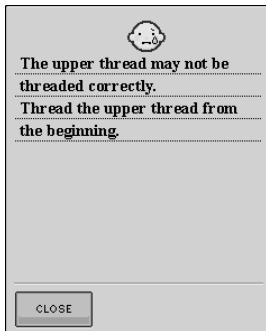 The upper thread may not be
threaded correctly.
Thread the upper thread from
the beginning.
CLOSE